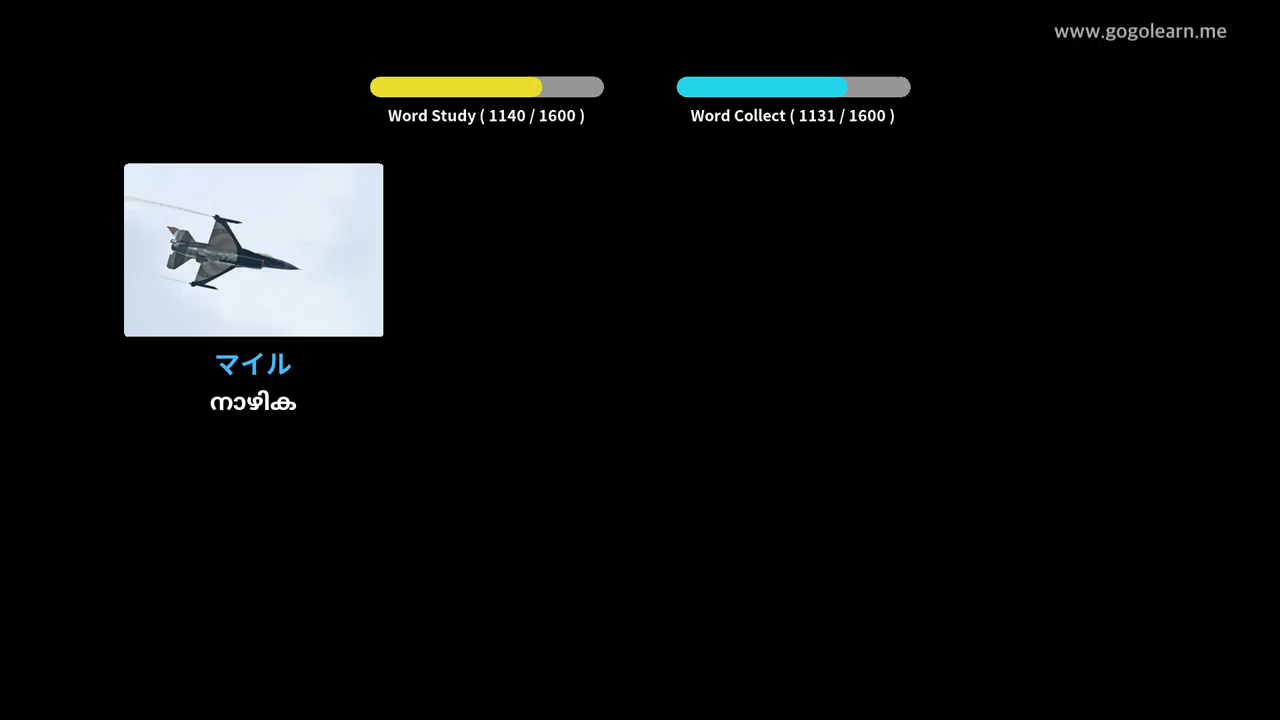 www.gogolearn.me
Word Study ( 1140 / 1600 )
Word Collect ( 1131 / 1600 )
マイル
നാഴിക